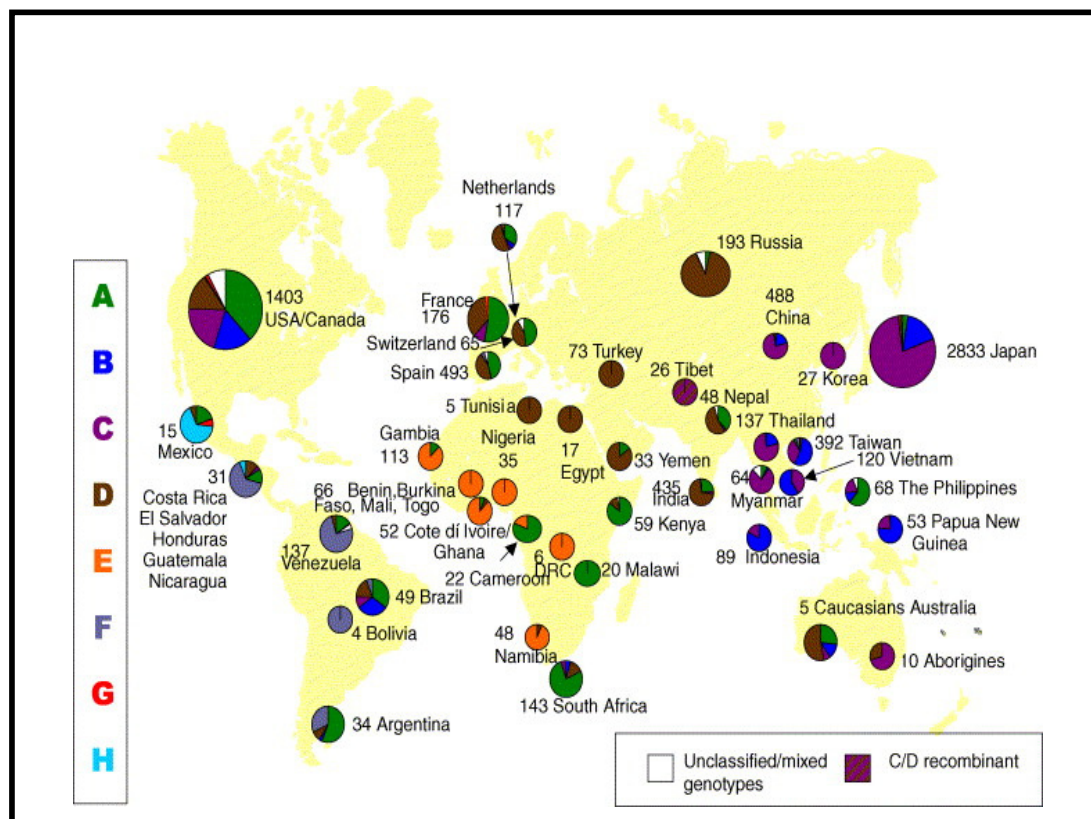 Netherlands
117
193 Russia
A
B
C
D
E
F
G
H
1403
USA/Canada
France
176
Switzerland 65
Spain 493
488
China
2833 Japan
27 Korea
73 Turkey
26 Tibet
48 Nepal
137 Thailand
392 Taiwan
120 Vietnam
64
Myanmar
68 The Philippines
53 Papua New
Guinea
89 Indonesia
5 Tunisia
Nigeria
35
17
Egypt
33 Yemen
435
India
59 Kenya
Gambia
113
66 Benin,Burkina
Faso, Mali, Togo
52 Cote dí Ivoire/
Ghana
22 Cameroon
6
DRC
20 Malawi
15
Mexico
31
Costa Rica
El Salvador
Honduras
Guatemala
Nicaragua
137
Venezuela
49 Brazil
4 Bolivia
34 Argentina
48
Namibia
143 South Africa
5 Caucasians Australia
10 Aborigines
Unclassified/mixed
genotypes
C/D recombinant